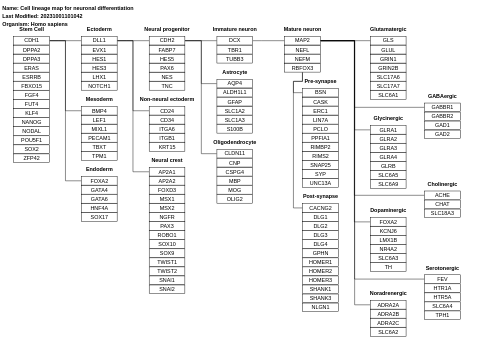 Name: Cell lineage map for neuronal differentiation
Last Modified: 20231001101042
Organism: Homo sapiens
Stem Cell
CDH1
DPPA2
DPPA3
ERAS
ESRRB
FBXO15
FGF4
FUT4
KLF4
NANOG
NODAL
POU5F1
SOX2
ZFP42
Ectoderm
DLL1
EVX1
HES1
HES3
LHX1
NOTCH1
Mesoderm
BMP4
LEF1
MIXL1
PECAM1
TBXT
TPM1
Endoderm
FOXA2
GATA4
GATA6
HNF4A
SOX17
Neural progenitor
CDH2
FABP7
HES5
PAX6
NES
TNC
Non-neural ectoderm
CD24
CD34
ITGA6
ITGB1
KRT15
Neural crest
AP2A1
AP2A2
FOXD3
MSX1
MSX2
NGFR
PAX3
ROBO1
SOX10
SOX9
TWIST1
TWIST2
SNAI1
SNAI2
Immature neuron
DCX
TBR1
TUBB3
Astrocyte
AQP4
ALDH1L1
GFAP
SLC1A2
SLC1A3
S100B
Oligodendrocyte
CLDN11
CNP
CSPG4
MBP
MOG
OLIG2
Mature neuron
MAP2
NEFL
NEFM
RBFOX3
Pre-synapse
BSN
CASK
ERC1
LIN7A
PCLO
PPFIA1
RIMBP2
RIMS2
SNAP25
SYP
UNC13A
Post-synapse
CACNG2
DLG1
DLG2
DLG3
DLG4
GPHN
HOMER1
HOMER2
HOMER3
SHANK1
SHANK3
NLGN1
Glutamatergic
GLS
GLUL
GRIN1
GRIN2B
SLC17A6
SLC17A7
SLC6A1
Glycinergic
GLRA1
GLRA2
GLRA3
GLRA4
GLRB
SLC6A5
SLC6A9
Dopaminergic
FOXA2
KCNJ6
LMX1B
NR4A2
SLC6A3
TH
Noradrenergic
ADRA2A
ADRA2B
ADRA2C
SLC6A2
GABAergic
GABBR1
GABBR2
GAD1
GAD2
Cholinergic
ACHE
CHAT
SLC18A3
Serotonergic
FEV
HTR1A
HTR5A
SLC6A4
TPH1